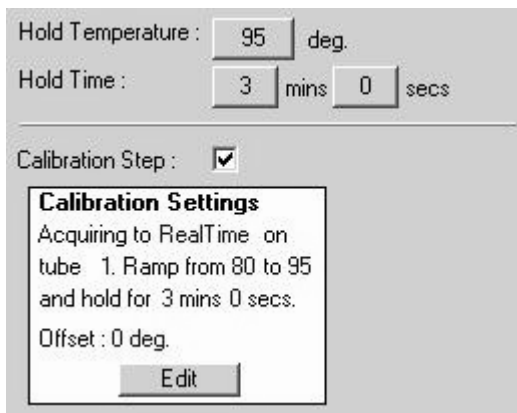 Hold Temperature : 95 deg.
Hold Time : 3 mins 0 secs
Calibration Step :
Calibration Settings
Acquiring to RealTime on
tube 1. Ramp from 80 to 95
and hold for 3 mins 0 secs.
Offset : 0 deg.
Edit